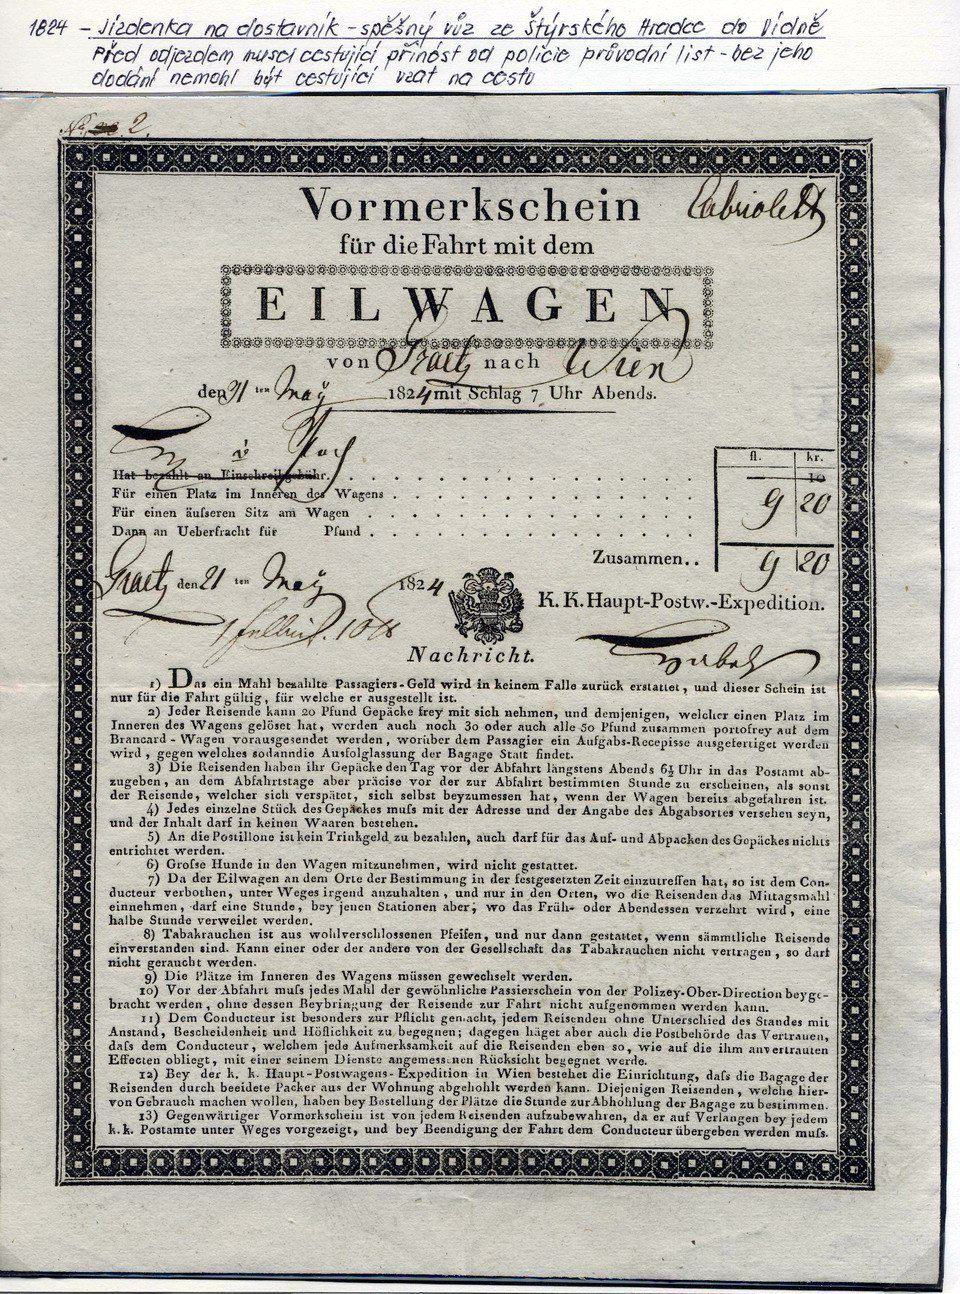 1824 - Jízdenka na dostavník - spěšný vůz ze Štýrského Hradce do Vídně
Před odjezdem musel cestující přinést od policie průvodní list - bez jeho
dodání nemohl být cestující vzat na cestu
No. 2.
Vormerkschein
Cabriolett
für die Fahrt mit dem
EILWAGEN
von Graetz nach Wien
den 21 ten May 1824 mit Schlag 7 Uhr Abends.
fl. kr.
Hat bezahlt an Einschreibgebühr. 10
Für einen Platz im Inneren des Wagens
Für einen äufseren Sitz am Wagen 9 20
Dann an Ueberfracht für Pfund
Zusammen.. 9 20
Graetz den 21 ten May 1824
K. K. Haupt-Postw.-Expedition.
Nachricht.
1) Das ein Mahl bezahlte Passagiers-Geld wird in keinem Falle zurück erstattet, und dieser Schein ist
nur für die Fahrt gültig, für welche er ausgestellt ist.
2) Jeder Reisende kann 20 Pfund Gepäcke frey mit sich nehmen, und demjenigen, welcher einen Platz im
Inneren des Wagens gelöset hat, werden auch noch 30 oder auch alle 50 Pfund zusammen portofrey auf dem
Brancard-Wagen vorausgesendet werden, worüber dem Passagier ein Aufgabs-Recepisse ausgefertiget werden
wird, gegen welches sodanndie Ausfolglassung der Bagage Statt findet.
3) Die Reisenden haben ihr Gepäcke den Tag vor der Abfahrt längstens Abends 6½ Uhr in das Postamt ab-
zugeben, an dem Abfahrtstage aber präcise vor der zur Abfahrt bestimmten Stunde zu erscheinen, als sonst
der Reisende, welcher sich verspätet, sich selbst beyzumessen hat, wenn der Wagen bereits abgefahren ist.
4) Jedes einzelne Stück des Gepäckes mufs mit der Adresse und der Angabe des Abgabsortes versehen seyn,
und der Inhalt darf in keinen Waaren bestehen.
5) An die Postillone ist kein Trinkgeld zu bezahlen, auch darf für das Auf- und Abpacken des Gepäckes nichts
entrichtet werden.
6) Grofse Hunde in den Wagen mitzunehmen, wird nicht gestattet.
7) Da der Eilwagen an dem Orte der Bestimmung in der festgesetzten Zeit einzutreffen hat, so ist dem Con-
ducteur verbothen, unter Weges irgend anzuhalten, und nur in den Orten, wo die Reisenden das Mittagsmahl
einnehmen, darf eine Stunde, bey jenen Stationen aber, wo das Früh- oder Abendessen verzehrt wird, eine
halbe Stunde verweilet werden.
8) Tabakrauchen ist aus wohlverschlossenen Pfeifen, und nur dann gestattet, wenn sämmtliche Reisende
einverstanden sind. Kann einer oder der andere von der Gesellschaft das Tabakrauchen nicht vertragen, so darf
nicht geraucht werden.
9) Die Plätze im Inneren des Wagens müssen gewechselt werden.
10) Vor der Abfahrt mufs jedes Mahl der gewöhnliche Passierschein von der Polizey-Ober-Direction beyge-
bracht werden, ohne dessen Beybringung der Reisende zur Fahrt nicht aufgenommen werden kann.
11) Dem Conducteur ist besonders zur Pflicht gemacht, jedem Reisenden ohne Unterschied des Standes mit
Anstand, Bescheidenheit und Höflichkeit zu begegnen; dagegen häget aber auch die Postbehörde das Vertrauen,
dafs dem Conducteur, welchem jede Aufmerksamkeit auf die Reisenden eben so, wie auf die ihm anvertrauten
Effecten obliegt, mit einer seinem Dienste angemessenen Rücksicht begegnet werde.
12) Bey der k. k. Haupt-Postwagens-Expedition in Wien bestehet die Einrichtung, dafs die Bagage der
Reisenden durch beeidete Packer aus der Wohnung abgehohlt werden kann. Diejenigen Reisenden, welche hier-
von Gebrauch machen wollen, haben bey Bestellung der Plätze die Stunde zur Abhohlung der Bagage zu bestimmen.
13) Gegenwärtiger Vormerkschein ist von jedem Reisenden aufzubewahren, da er auf Verlangen bey jedem
k. k. Postamte unter Weges vorgezeigt, und bey Beendigung der Fahrt dem Conducteur übergeben werden mufs.